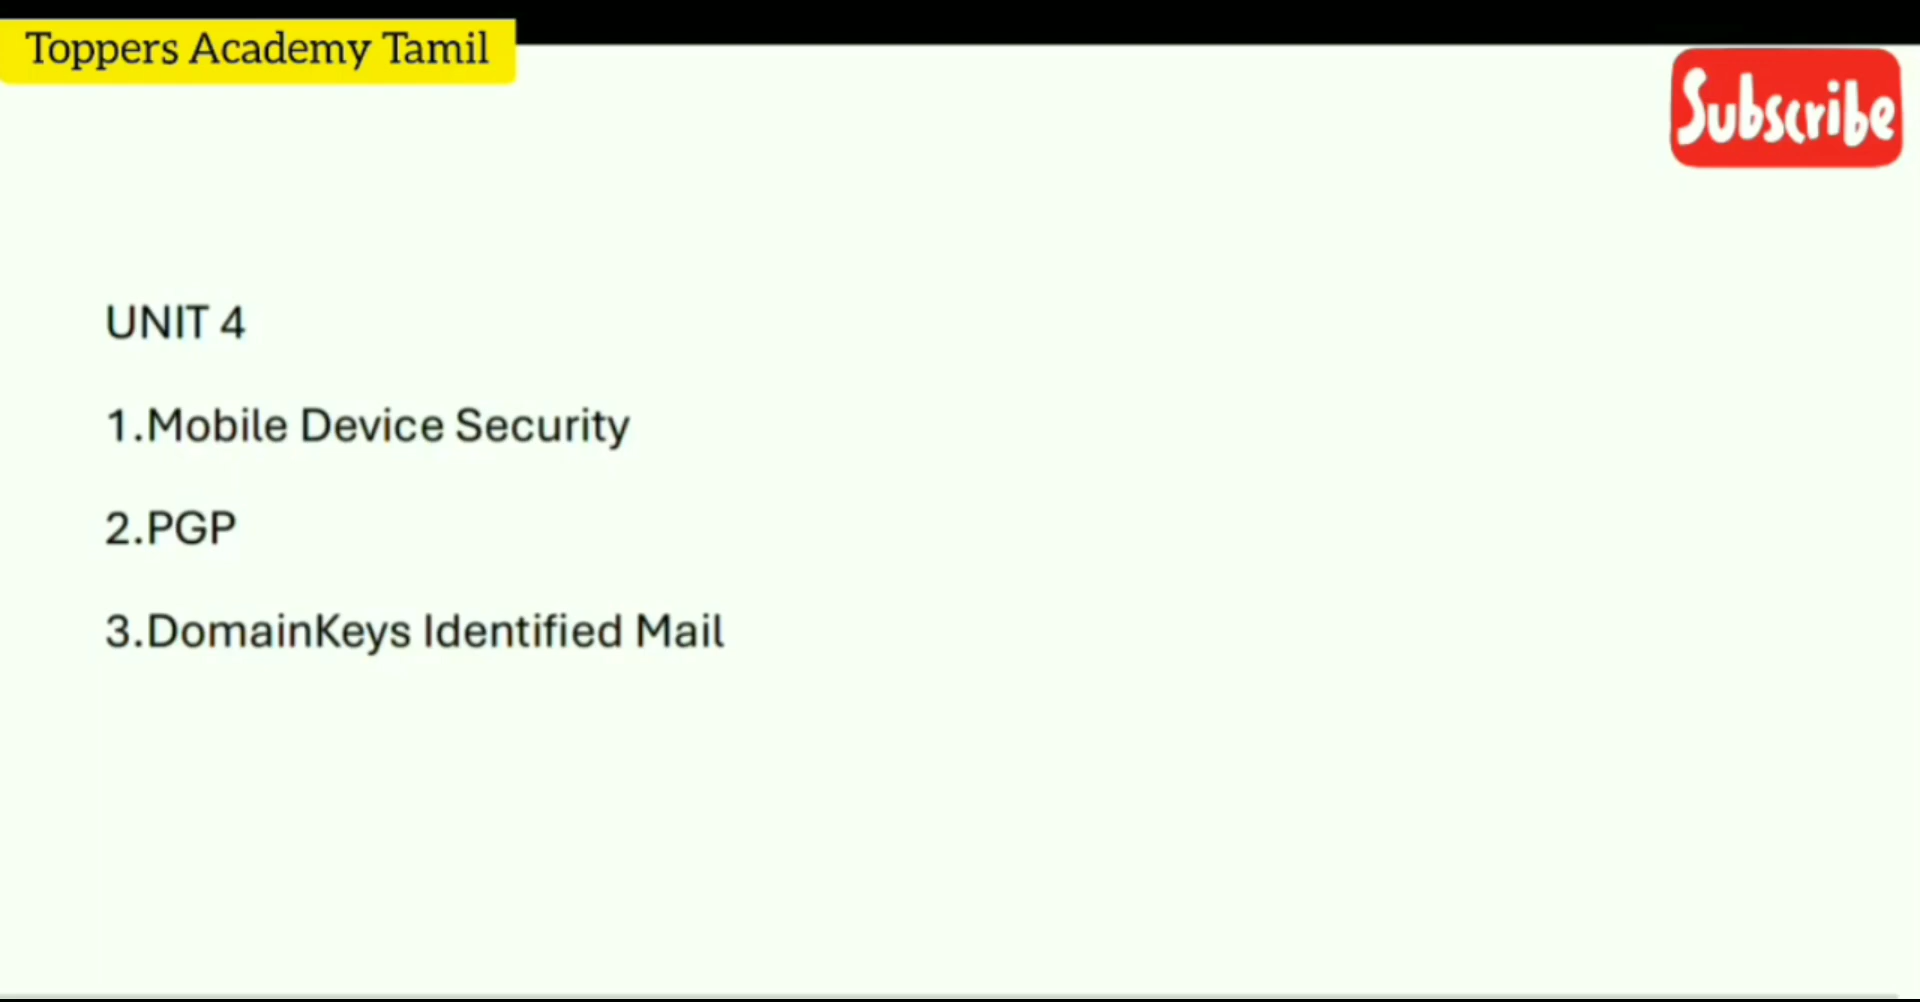 Toppers Academy Tamil
Subscribe
UNIT 4
1.Mobile Device Security
2.PGP
3.DomainKeys Identified Mail